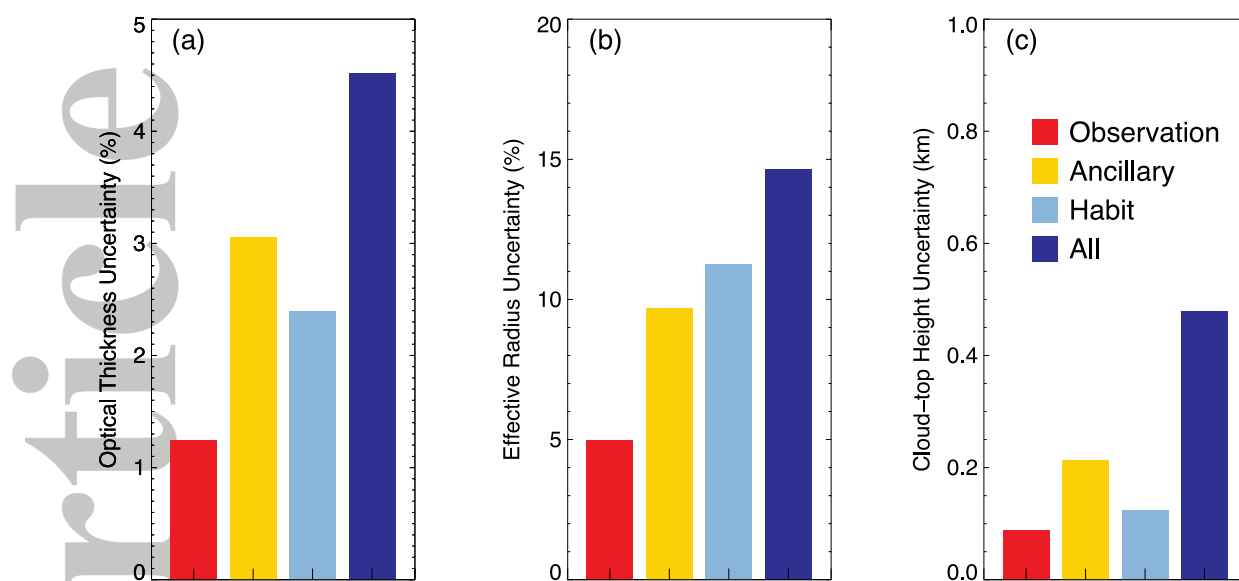 (a)
Optical Thickness Uncertainty (%)
5
4
3
2
1
0
(b)
Effective Radius Uncertainty (%)
20
15
10
5
0
(c)
Cloud-top Height Uncertainty (km)
1.0
0.8
0.6
0.4
0.2
0.0
Observation
Ancillary
Habit
All
rticle